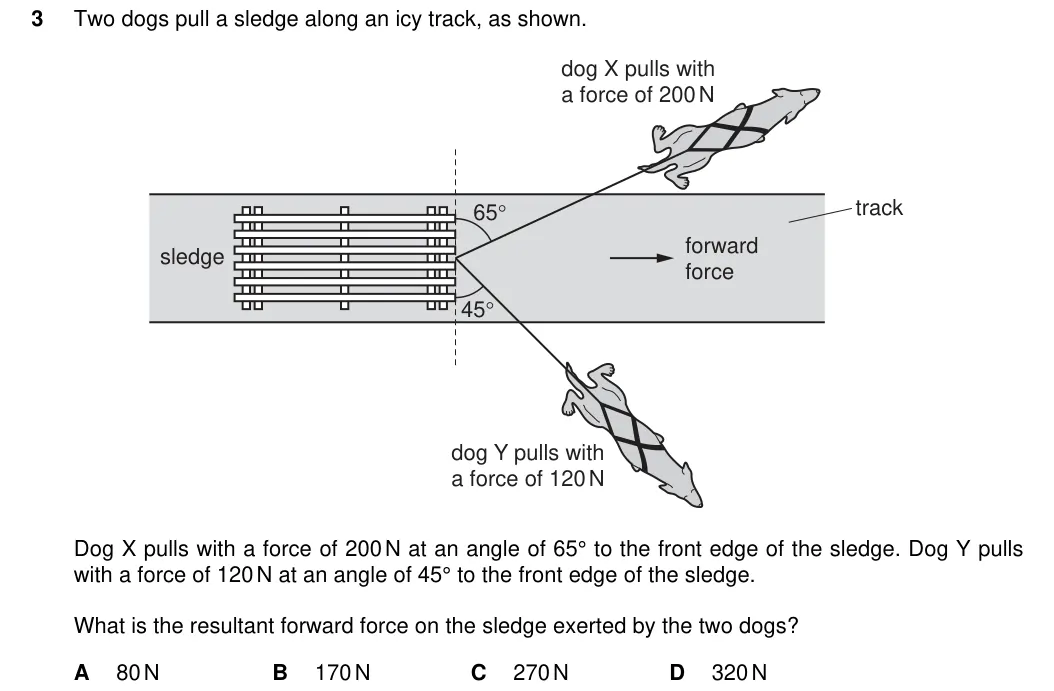 3 Two dogs pull a sledge along an icy track, as shown.
dog X pulls with
a force of 200 N
65°
track
sledge
forward
force
45°
dog Y pulls with
a force of 120 N
Dog X pulls with a force of 200 N at an angle of 65° to the front edge of the sledge. Dog Y pulls
with a force of 120 N at an angle of 45° to the front edge of the sledge.
What is the resultant forward force on the sledge exerted by the two dogs?
A 80 N B 170 N C 270 N D 320 N